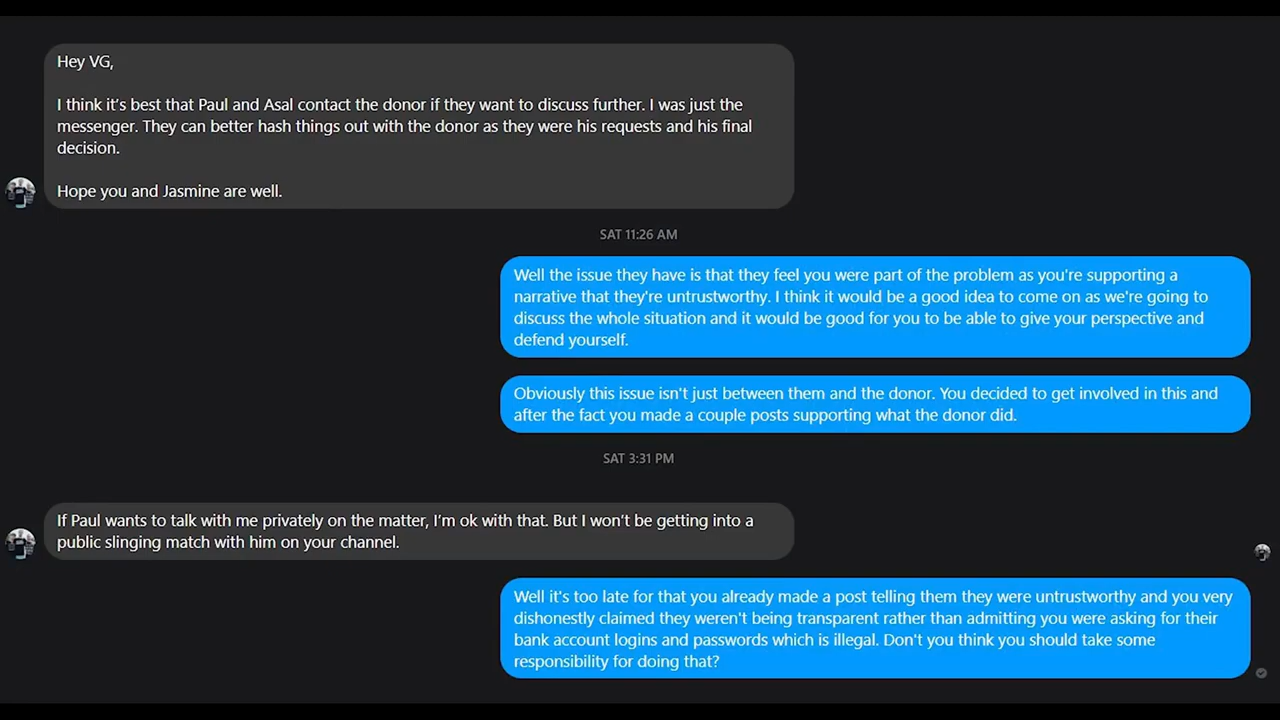 Hey VG,
I think it's best that Paul and Asal contact the donor if they want to discuss further. I was just the
messenger. They can better hash things out with the donor as they were his requests and his final
decision.
Hope you and Jasmine are well.
SAT 11:26 AM
Well the issue they have is that they feel you were part of the problem as you're supporting a
narrative that they're untrustworthy. I think it would be a good idea to come on as we're going to
discuss the whole situation and it would be good for you to be able to give your perspective and
defend yourself.
Obviously this issue isn't just between them and the donor. You decided to get involved in this and
after the fact you made a couple posts supporting what the donor did.
SAT 3:31 PM
If Paul wants to talk with me privately on the matter, I'm ok with that. But I won't be getting into a
public slinging match with him on your channel.
Well it's too late for that you already made a post telling them they were untrustworthy and you very
dishonestly claimed they weren't being transparent rather than admitting you were asking for their
bank account logins and passwords which is illegal. Don't you think you should take some
responsibility for doing that?